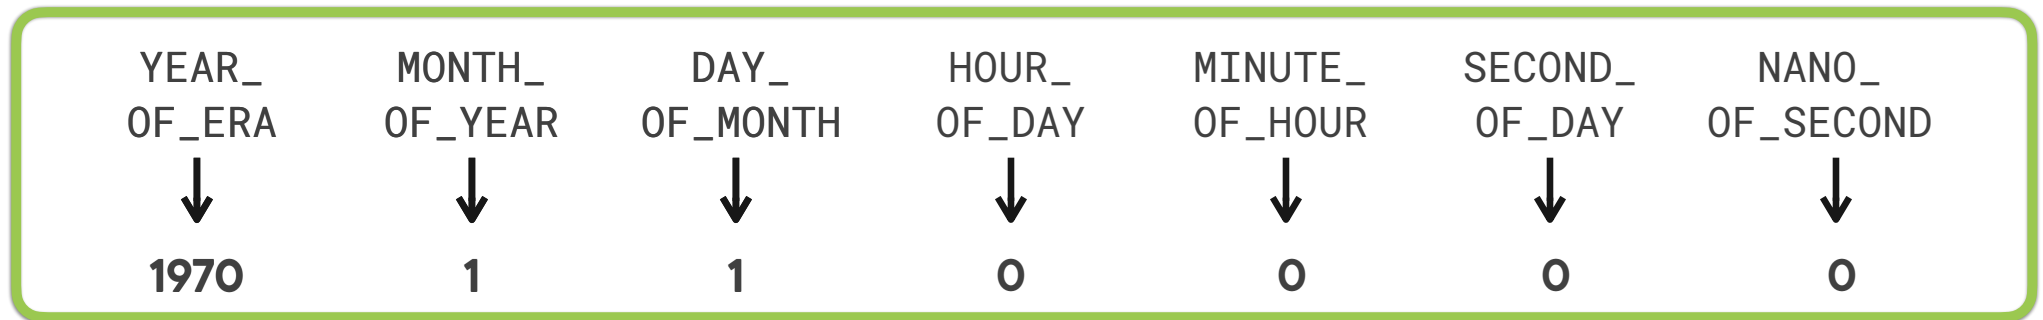 YEAR_ MONTH_ DAY_ HOUR_ MINUTE_ SECOND_ NANO_
OF_ERA OF_YEAR OF_MONTH OF_DAY OF_HOUR OF_DAY OF_SECOND
1970 1 1 0 0 0 0